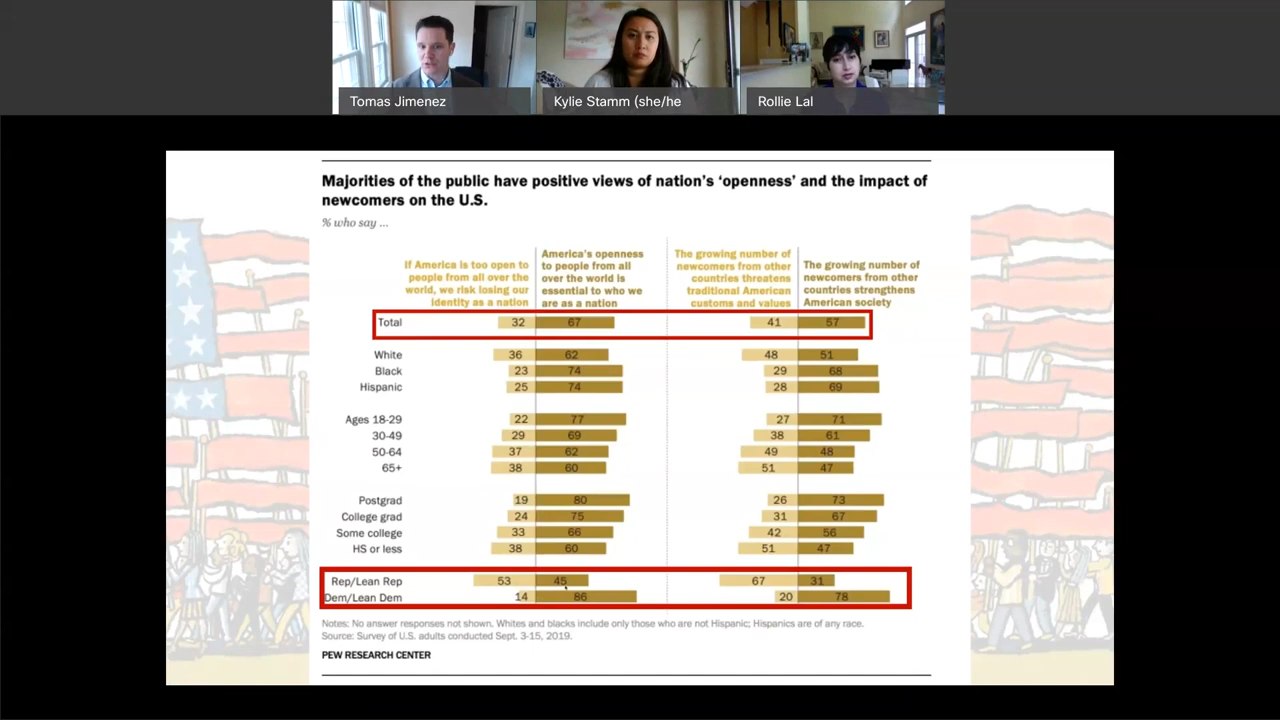 Tomas Jimenez
Kylie Stamm (she/he
Rollie Lal
Majorities of the public have positive views of nation's 'openness' and the impact of
newcomers on the U.S.
% who say ...
If America is too open to
people from all over the
world, we risk losing our
identity as a nation
America's openness
to people from all
over the world is
essential to who we
are as a nation
The growing number of
newcomers from other
countries threatens
traditional American
customs and values
The growing number of
newcomers from other
countries strengthens
American society
Total 32 67 41 57
White 36 62 48 51
Black 23 74 29 68
Hispanic 25 74 28 69
Ages 18-29 22 77 27 71
30-49 29 69 38 61
50-64 37 62 49 48
65+ 38 60 51 47
Postgrad 19 80 26 73
College grad 24 75 31 67
Some college 33 66 42 56
HS or less 38 60 51 47
Rep/Lean Rep 53 45 67 31
Dem/Lean Dem 14 86 20 78
Notes: No answer responses not shown. Whites and blacks include only those who are not Hispanic; Hispanics are of any race.
Source: Survey of U.S. adults conducted Sept. 3-15, 2019.
PEW RESEARCH CENTER